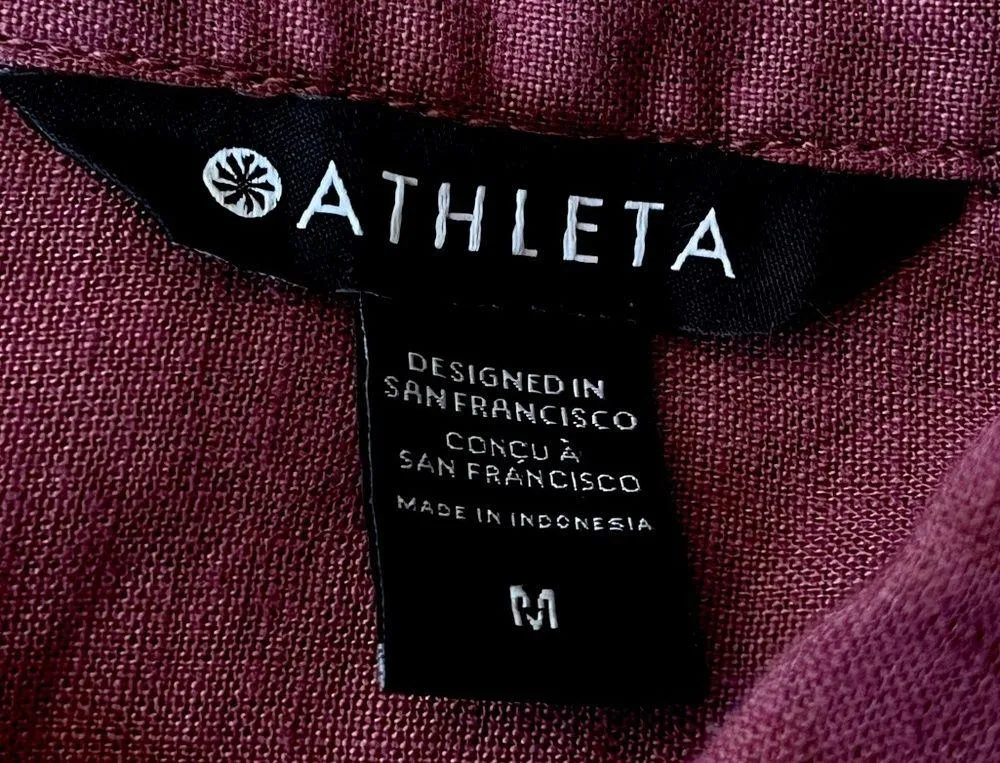 ATHLETA
DESIGNED IN
SAN FRANCISCO
CONÇU À
SAN FRANCISCO
MADE IN INDONESIA
M